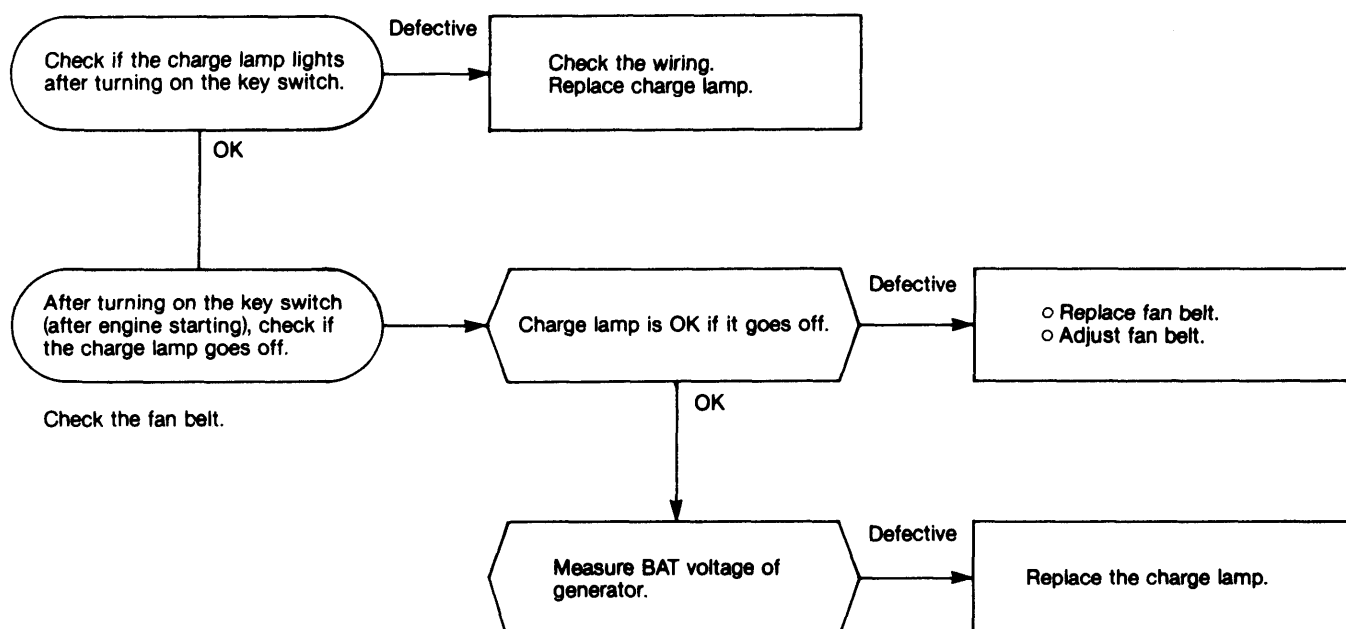 Defective
Check if the charge lamp lights
after turning on the key switch.
Check the wiring.
Replace charge lamp.
OK
After turning on the key switch
(after engine starting), check if
the charge lamp goes off.
Charge lamp is OK if it goes off.
Defective
○ Replace fan belt.
○ Adjust fan belt.
Check the fan belt.
OK
Measure BAT voltage of
generator.
Defective
Replace the charge lamp.